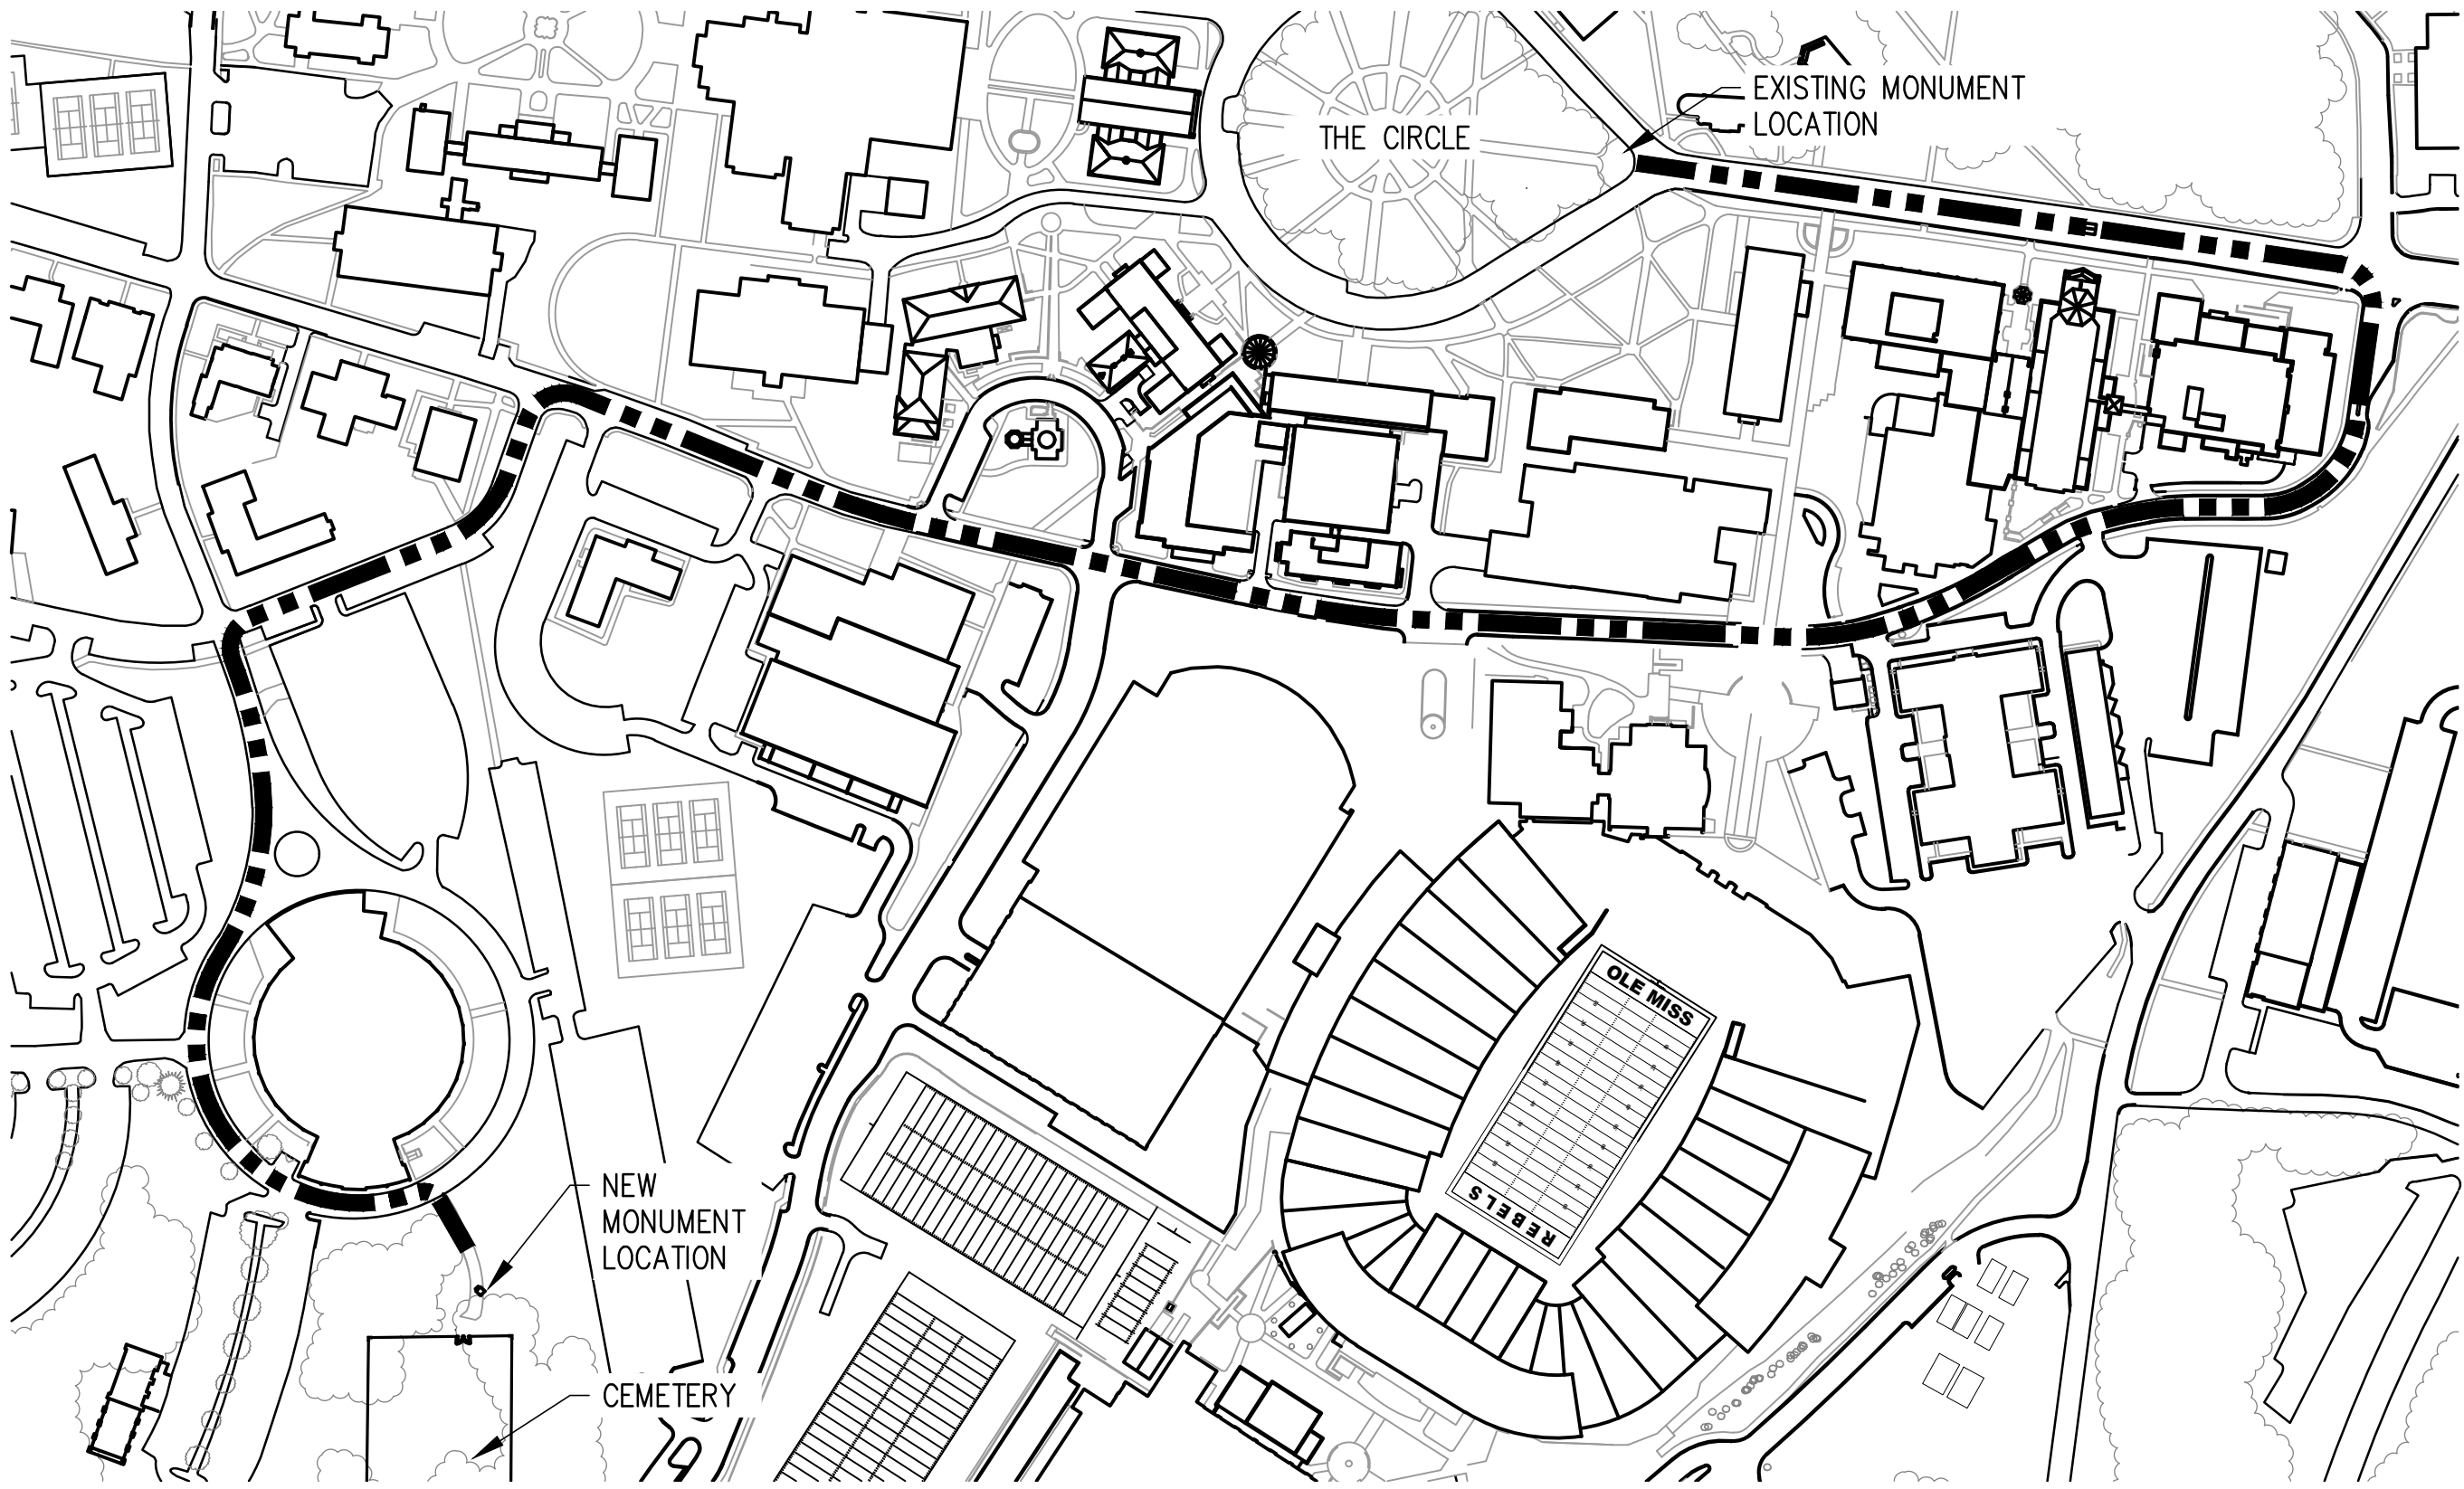 EXISTING MONUMENT
LOCATION
THE CIRCLE
OLE MISS
REBELS
NEW
MONUMENT
LOCATION
CEMETERY